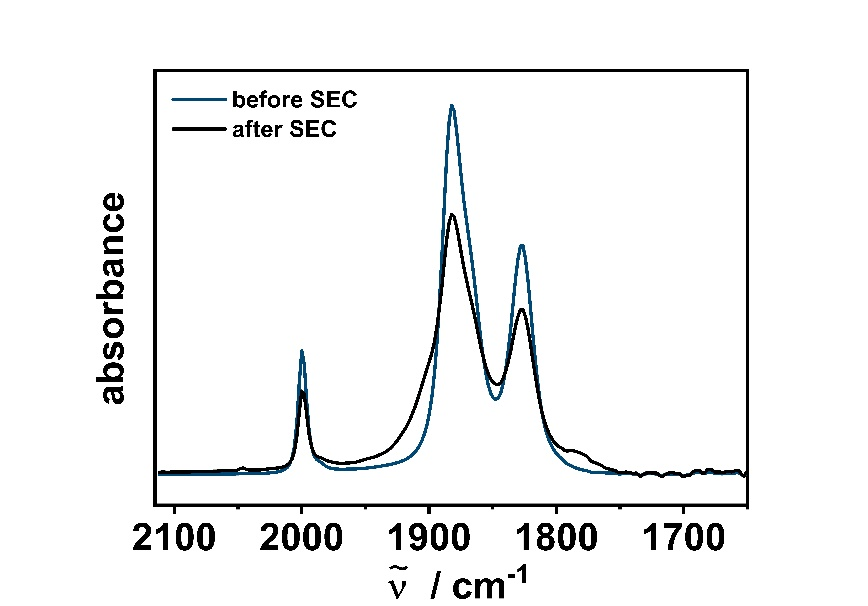 before SEC
after SEC
absorbance
2100 2000 1900 1800 1700
ṽ / cm⁻¹